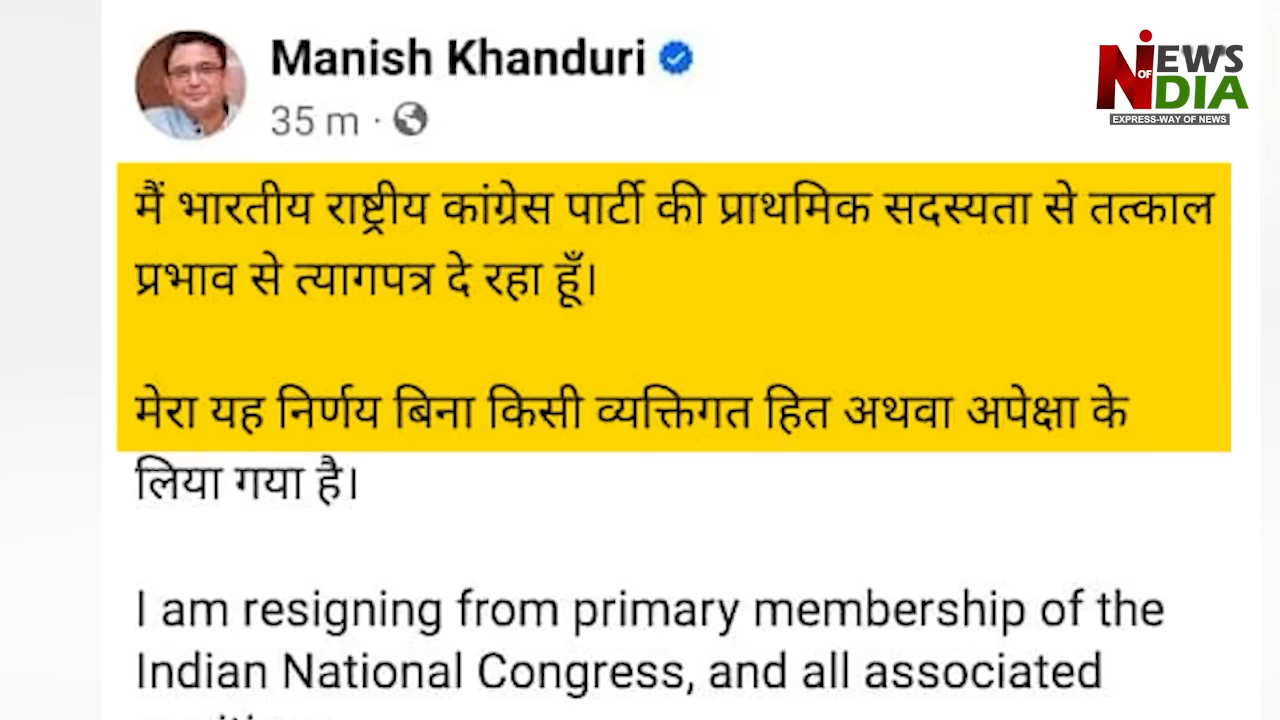 Manish Khanduri
35 m ·
NEWS OF INDIA
EXPRESS-WAY OF NEWS
मैं भारतीय राष्ट्रीय कांग्रेस पार्टी की प्राथमिक सदस्यता से तत्काल
प्रभाव से त्यागपत्र दे रहा हूँ।
मेरा यह निर्णय बिना किसी व्यक्तिगत हित अथवा अपेक्षा के
लिया गया है।
I am resigning from primary membership of the
Indian National Congress, and all associated